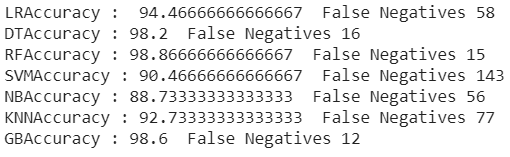 LRAccuracy :  94.46666666666667  False Negatives 58
DTAccuracy : 98.2  False Negatives 16
RFAccuracy : 98.86666666666667  False Negatives 15
SVMAccuracy : 90.46666666666667  False Negatives 143
NBAccuracy : 88.73333333333333  False Negatives 56
KNNAccuracy : 92.73333333333333  False Negatives 77
GBAccuracy : 98.6  False Negatives 12